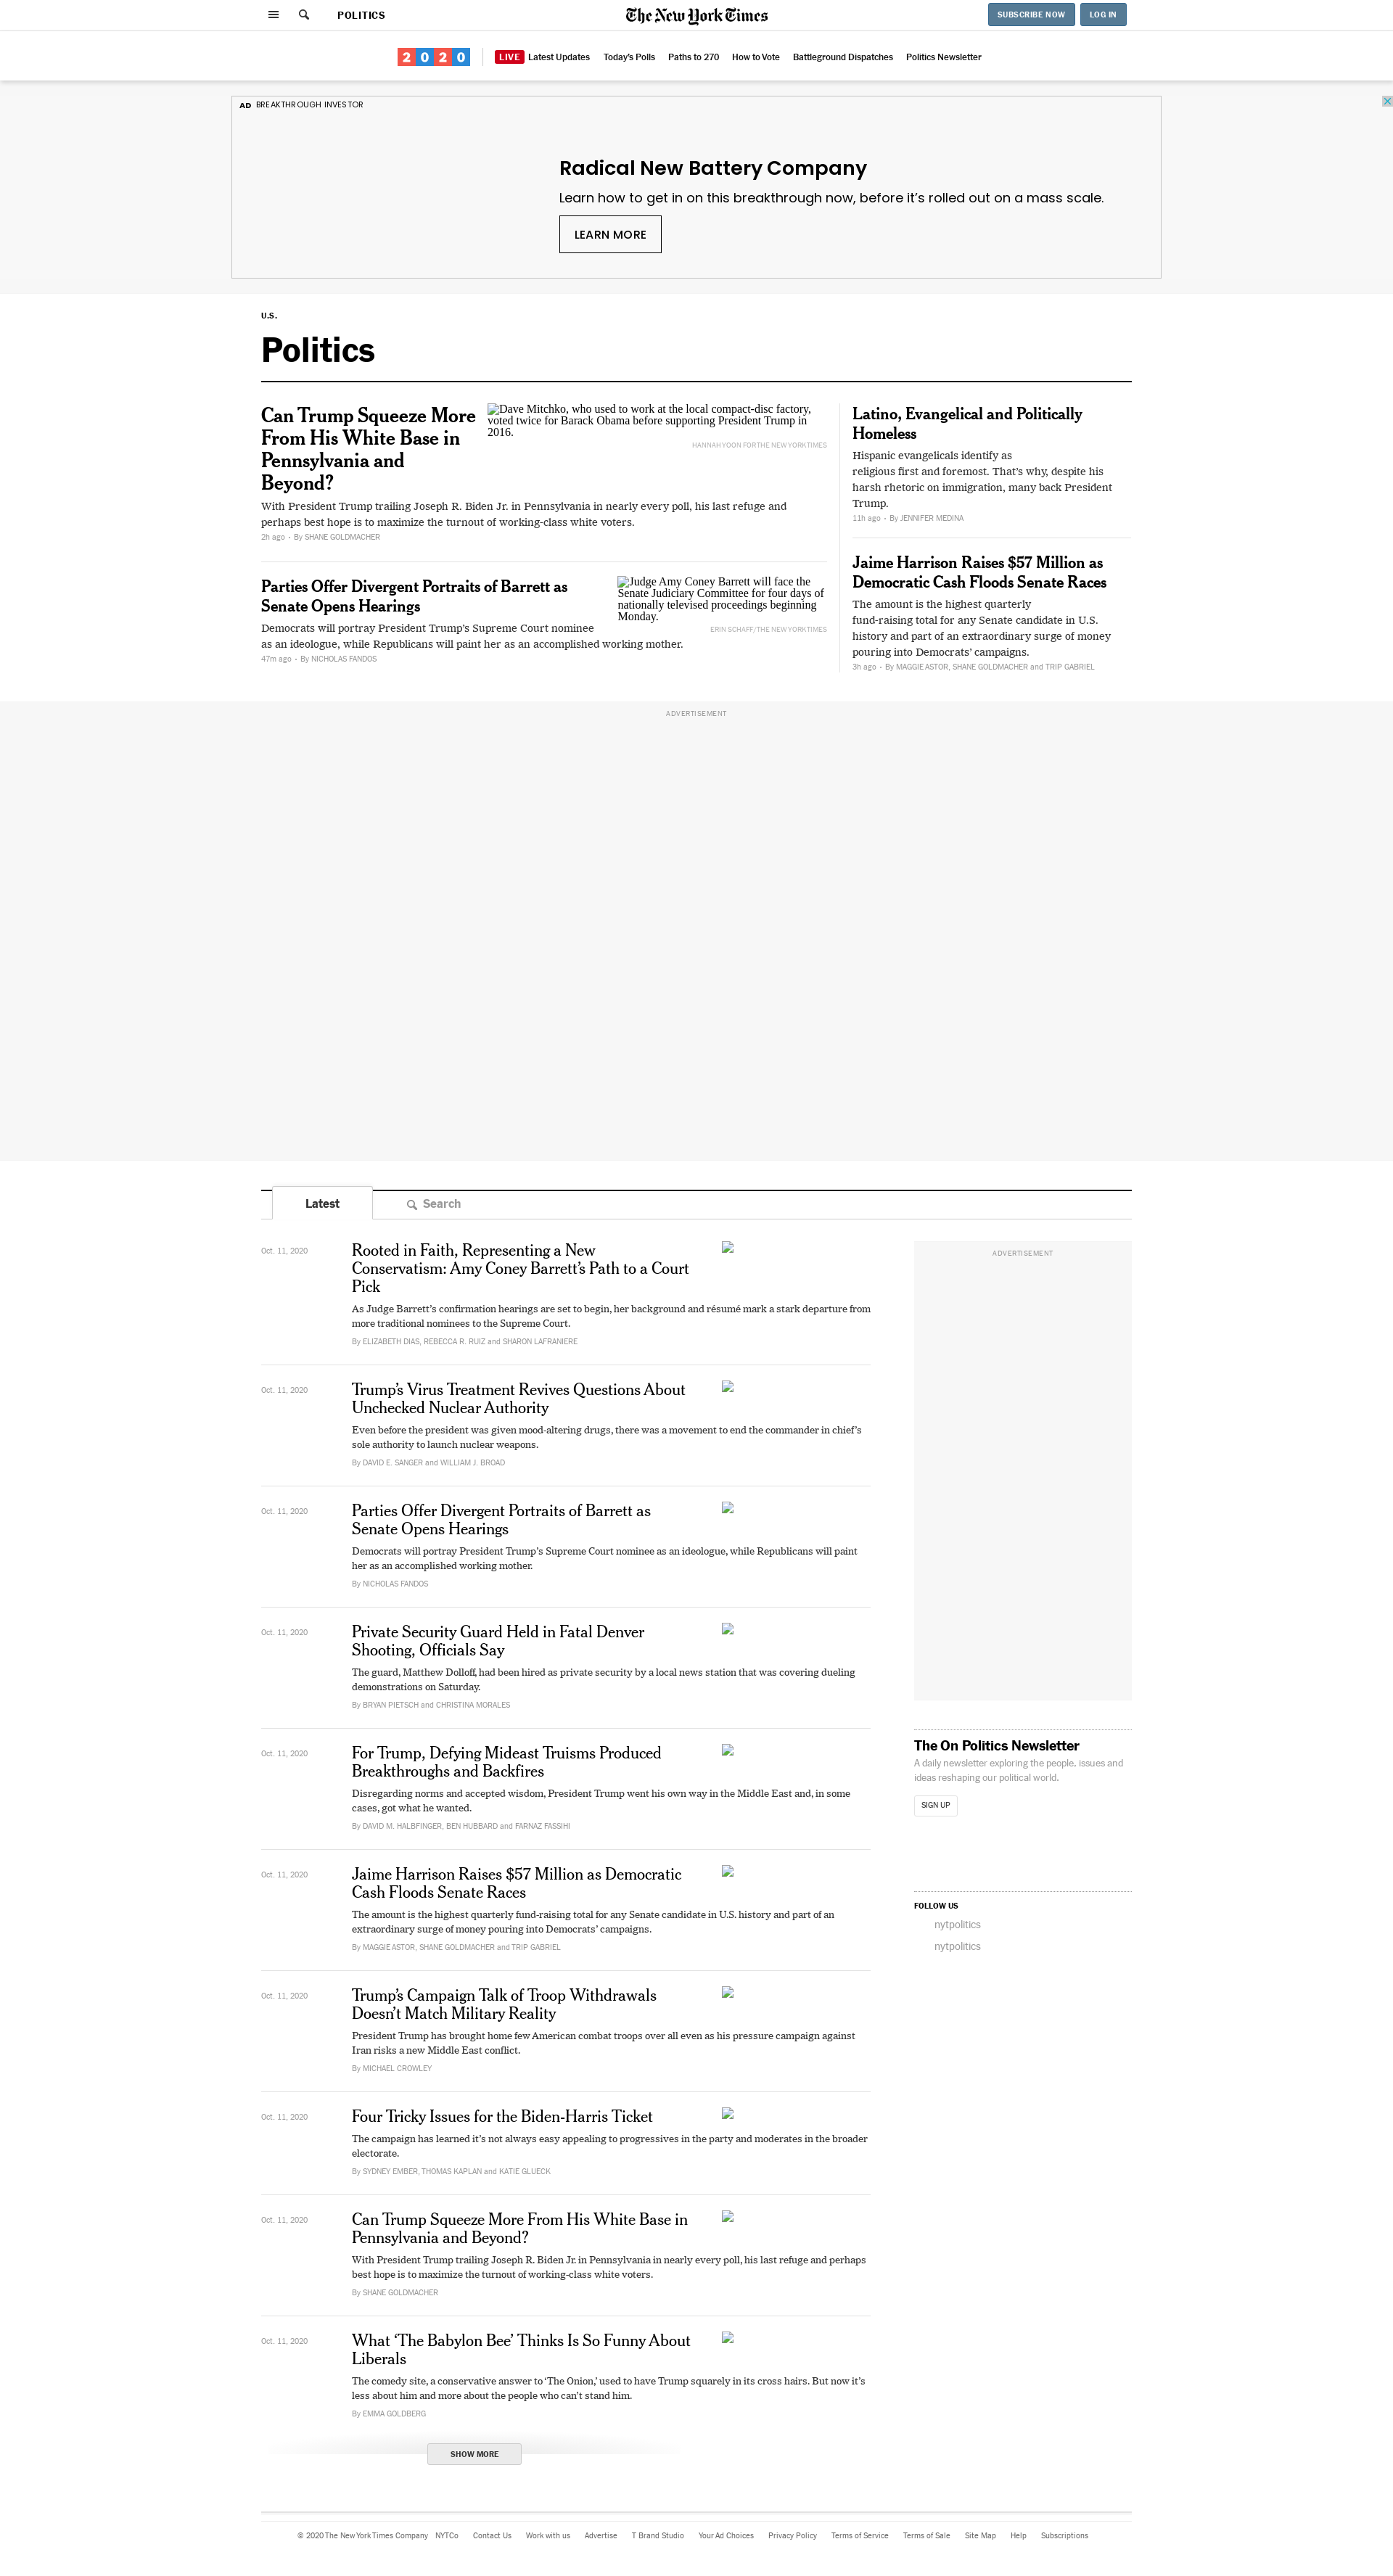 POLITICS
The New York Times
SUBSCRIBE NOW
LOG IN
2020
LIVE Latest Updates
Today's Polls
Paths to 270
How to Vote
Battleground Dispatches
Politics Newsletter
AD BREAKTHROUGH INVESTOR
Radical New Battery Company
Learn how to get in on this breakthrough now, before it's rolled out on a mass scale.
LEARN MORE
U.S.
Politics
Can Trump Squeeze More
From His White Base in
Pennsylvania and
Beyond?
Dave Mitchko, who used to work at the local compact-disc factory,
voted twice for Barack Obama before supporting President Trump in
2016.
HANNAH YOON FOR THE NEW YORK TIMES
With President Trump trailing Joseph R. Biden Jr. in Pennsylvania in nearly every poll, his last refuge and
perhaps best hope is to maximize the turnout of working-class white voters.
2h ago • By SHANE GOLDMACHER
Parties Offer Divergent Portraits of Barrett as
Senate Opens Hearings
Judge Amy Coney Barrett will face the
Senate Judiciary Committee for four days of
nationally televised proceedings beginning
Monday.
ERIN SCHAFF/THE NEW YORK TIMES
Democrats will portray President Trump's Supreme Court nominee
as an ideologue, while Republicans will paint her as an accomplished working mother.
47m ago • By NICHOLAS FANDOS
Latino, Evangelical and Politically
Homeless
Hispanic evangelicals identify as
religious first and foremost. That's why, despite his
harsh rhetoric on immigration, many back President
Trump.
11h ago • By JENNIFER MEDINA
Jaime Harrison Raises $57 Million as
Democratic Cash Floods Senate Races
The amount is the highest quarterly
fund-raising total for any Senate candidate in U.S.
history and part of an extraordinary surge of money
pouring into Democrats' campaigns.
3h ago • By MAGGIE ASTOR, SHANE GOLDMACHER and TRIP GABRIEL
ADVERTISEMENT
Latest
Search
Oct. 11, 2020
Rooted in Faith, Representing a New
Conservatism: Amy Coney Barrett's Path to a Court
Pick
As Judge Barrett's confirmation hearings are set to begin, her background and résumé mark a stark departure from
more traditional nominees to the Supreme Court.
By ELIZABETH DIAS, REBECCA R. RUIZ and SHARON LAFRANIERE
Oct. 11, 2020
Trump's Virus Treatment Revives Questions About
Unchecked Nuclear Authority
Even before the president was given mood-altering drugs, there was a movement to end the commander in chief's
sole authority to launch nuclear weapons.
By DAVID E. SANGER and WILLIAM J. BROAD
Oct. 11, 2020
Parties Offer Divergent Portraits of Barrett as
Senate Opens Hearings
Democrats will portray President Trump's Supreme Court nominee as an ideologue, while Republicans will paint
her as an accomplished working mother.
By NICHOLAS FANDOS
Oct. 11, 2020
Private Security Guard Held in Fatal Denver
Shooting, Officials Say
The guard, Matthew Dolloff, had been hired as private security by a local news station that was covering dueling
demonstrations on Saturday.
By BRYAN PIETSCH and CHRISTINA MORALES
Oct. 11, 2020
For Trump, Defying Mideast Truisms Produced
Breakthroughs and Backfires
Disregarding norms and accepted wisdom, President Trump went his own way in the Middle East and, in some
cases, got what he wanted.
By DAVID M. HALBFINGER, BEN HUBBARD and FARNAZ FASSIHI
Oct. 11, 2020
Jaime Harrison Raises $57 Million as Democratic
Cash Floods Senate Races
The amount is the highest quarterly fund-raising total for any Senate candidate in U.S. history and part of an
extraordinary surge of money pouring into Democrats' campaigns.
By MAGGIE ASTOR, SHANE GOLDMACHER and TRIP GABRIEL
Oct. 11, 2020
Trump's Campaign Talk of Troop Withdrawals
Doesn't Match Military Reality
President Trump has brought home few American combat troops over all even as his pressure campaign against
Iran risks a new Middle East conflict.
By MICHAEL CROWLEY
Oct. 11, 2020
Four Tricky Issues for the Biden-Harris Ticket
The campaign has learned it's not always easy appealing to progressives in the party and moderates in the broader
electorate.
By SYDNEY EMBER, THOMAS KAPLAN and KATIE GLUECK
Oct. 11, 2020
Can Trump Squeeze More From His White Base in
Pennsylvania and Beyond?
With President Trump trailing Joseph R. Biden Jr. in Pennsylvania in nearly every poll, his last refuge and perhaps
best hope is to maximize the turnout of working-class white voters.
By SHANE GOLDMACHER
Oct. 11, 2020
What 'The Babylon Bee' Thinks Is So Funny About
Liberals
The comedy site, a conservative answer to 'The Onion,' used to have Trump squarely in its cross hairs. But now it's
less about him and more about the people who can't stand him.
By EMMA GOLDBERG
SHOW MORE
ADVERTISEMENT
The On Politics Newsletter
A daily newsletter exploring the people, issues and
ideas reshaping our political world.
SIGN UP
FOLLOW US
nytpolitics
nytpolitics
© 2020 The New York Times Company
NYTCo
Contact Us
Work with us
Advertise
T Brand Studio
Your Ad Choices
Privacy Policy
Terms of Service
Terms of Sale
Site Map
Help
Subscriptions